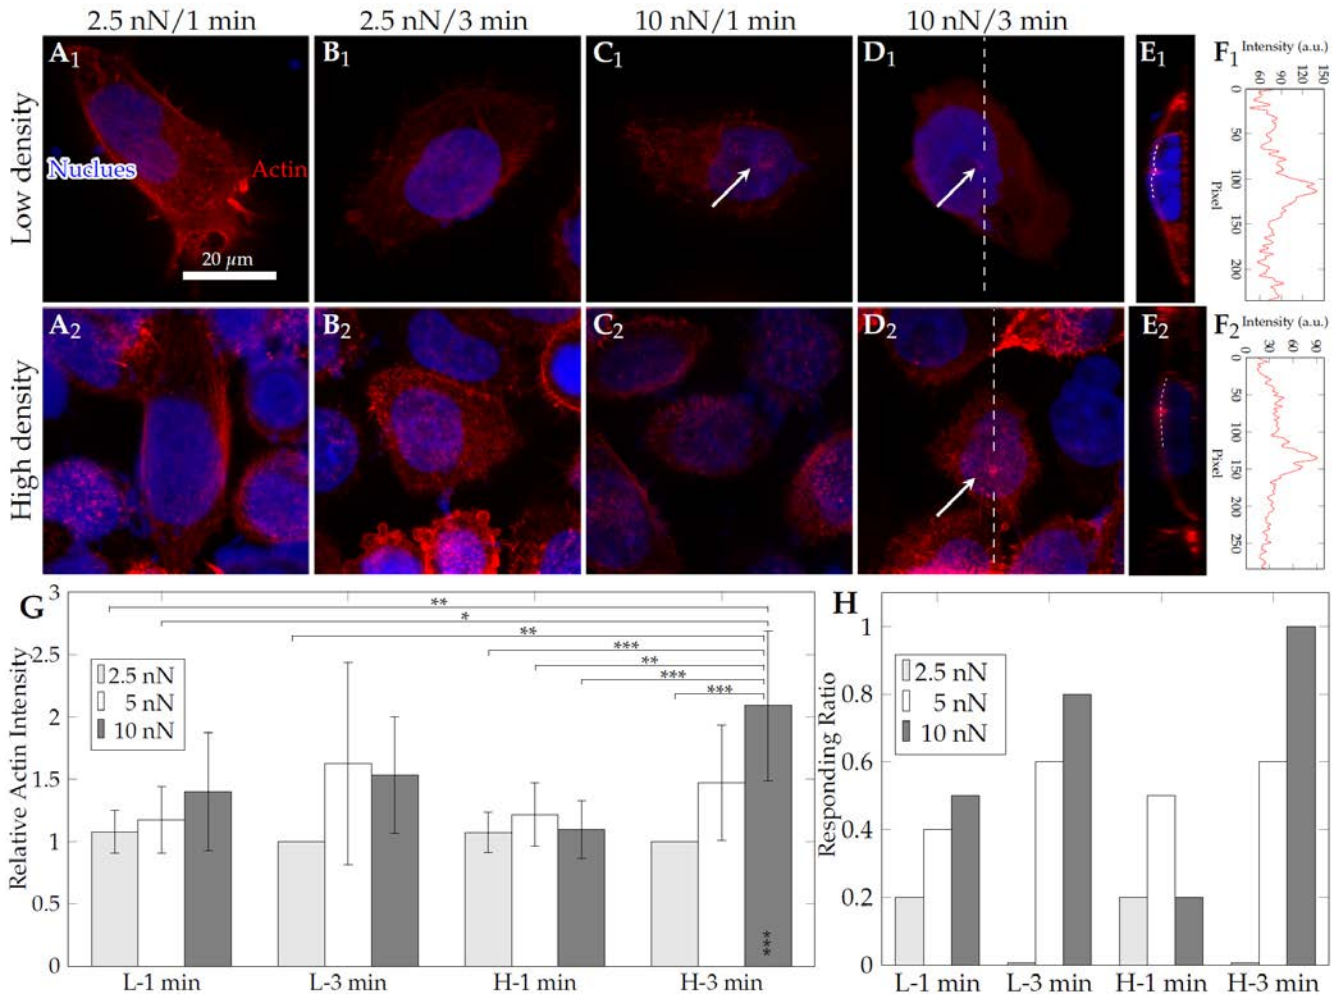 2.5 nN/1 min 2.5 nN/3 min 10 nN/1 min 10 nN/3 min
Low density
A1 B1 C1 D1 E1 F1
Nuclues Actin
20 μm
Intensity (a.u.)
60 90 120 150
0
50
100
150
200
Pixel
High density
A2 B2 C2 D2 E2 F2
Intensity (a.u.)
0 30 60 90
0
50
100
150
200
250
Pixel
G
Relative Actin Intensity
3
2.5
2
1.5
1
0.5
0
2.5 nN
5 nN
10 nN
**
*
**
***
**
***
***
***
L-1 min L-3 min H-1 min H-3 min
H
Responding Ratio
1
0.8
0.6
0.4
0.2
0
2.5 nN
5 nN
10 nN
L-1 min L-3 min H-1 min H-3 min